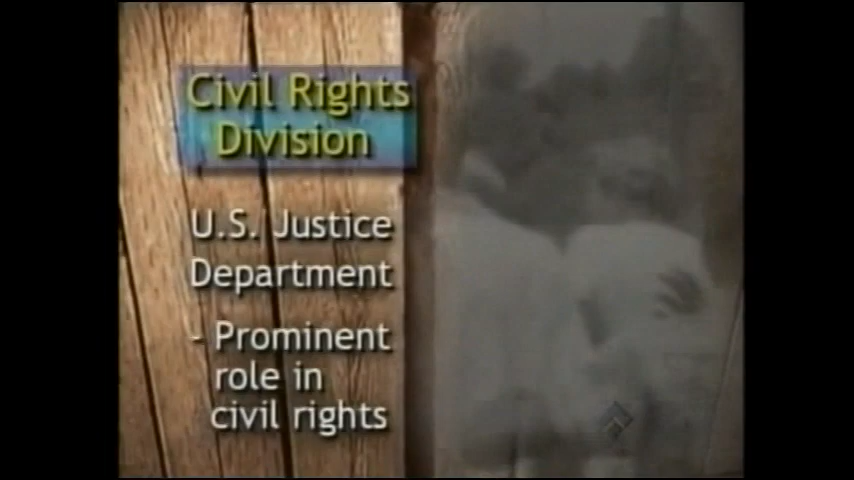 Civil Rights
Division
U.S. Justice
Department
- Prominent
role in
civil rights